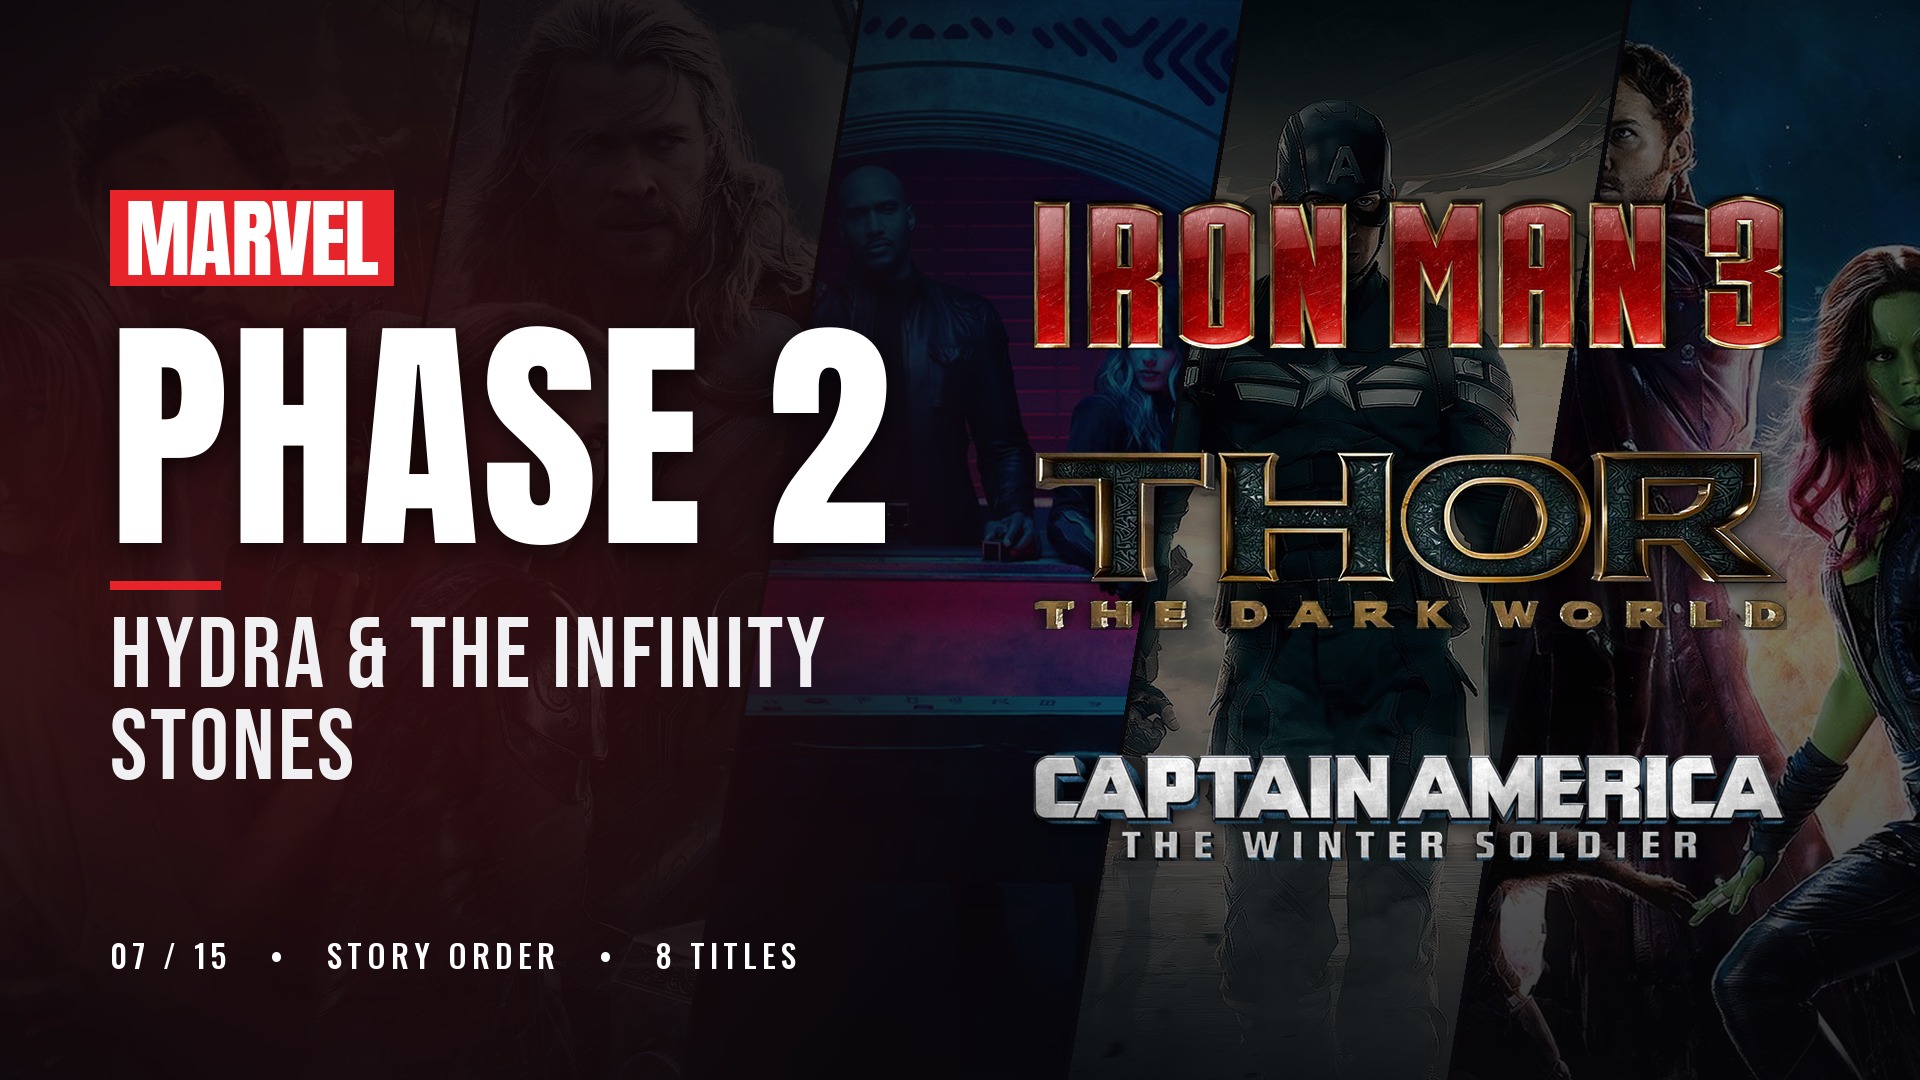 MARVEL
PHASE 2
HYDRA & THE INFINITY
STONES
07 / 15 • STORY ORDER • 8 TITLES
IRON MAN 3
THOR
THE DARK WORLD
CAPTAIN AMERICA
THE WINTER SOLDIER
A